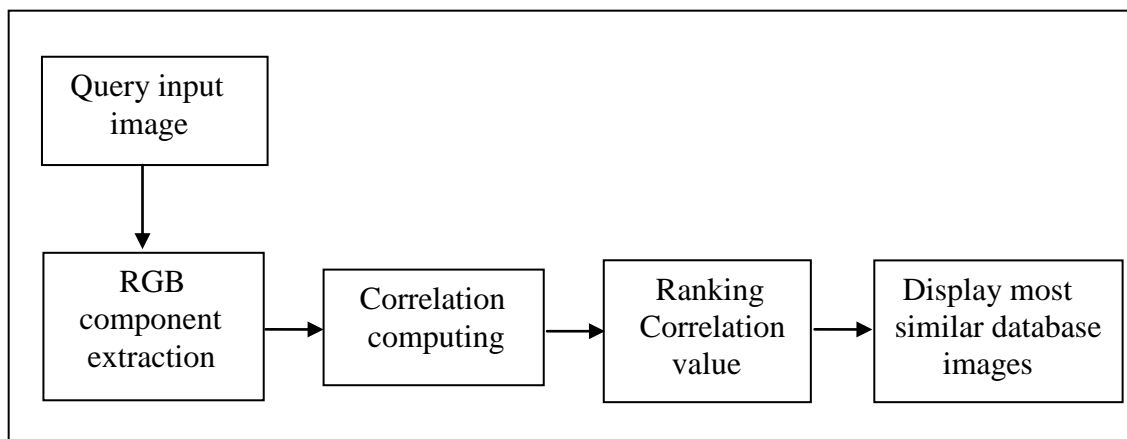 Query input
image
RGB
component
extraction
Correlation
computing
Ranking
Correlation
value
Display most
similar database
images